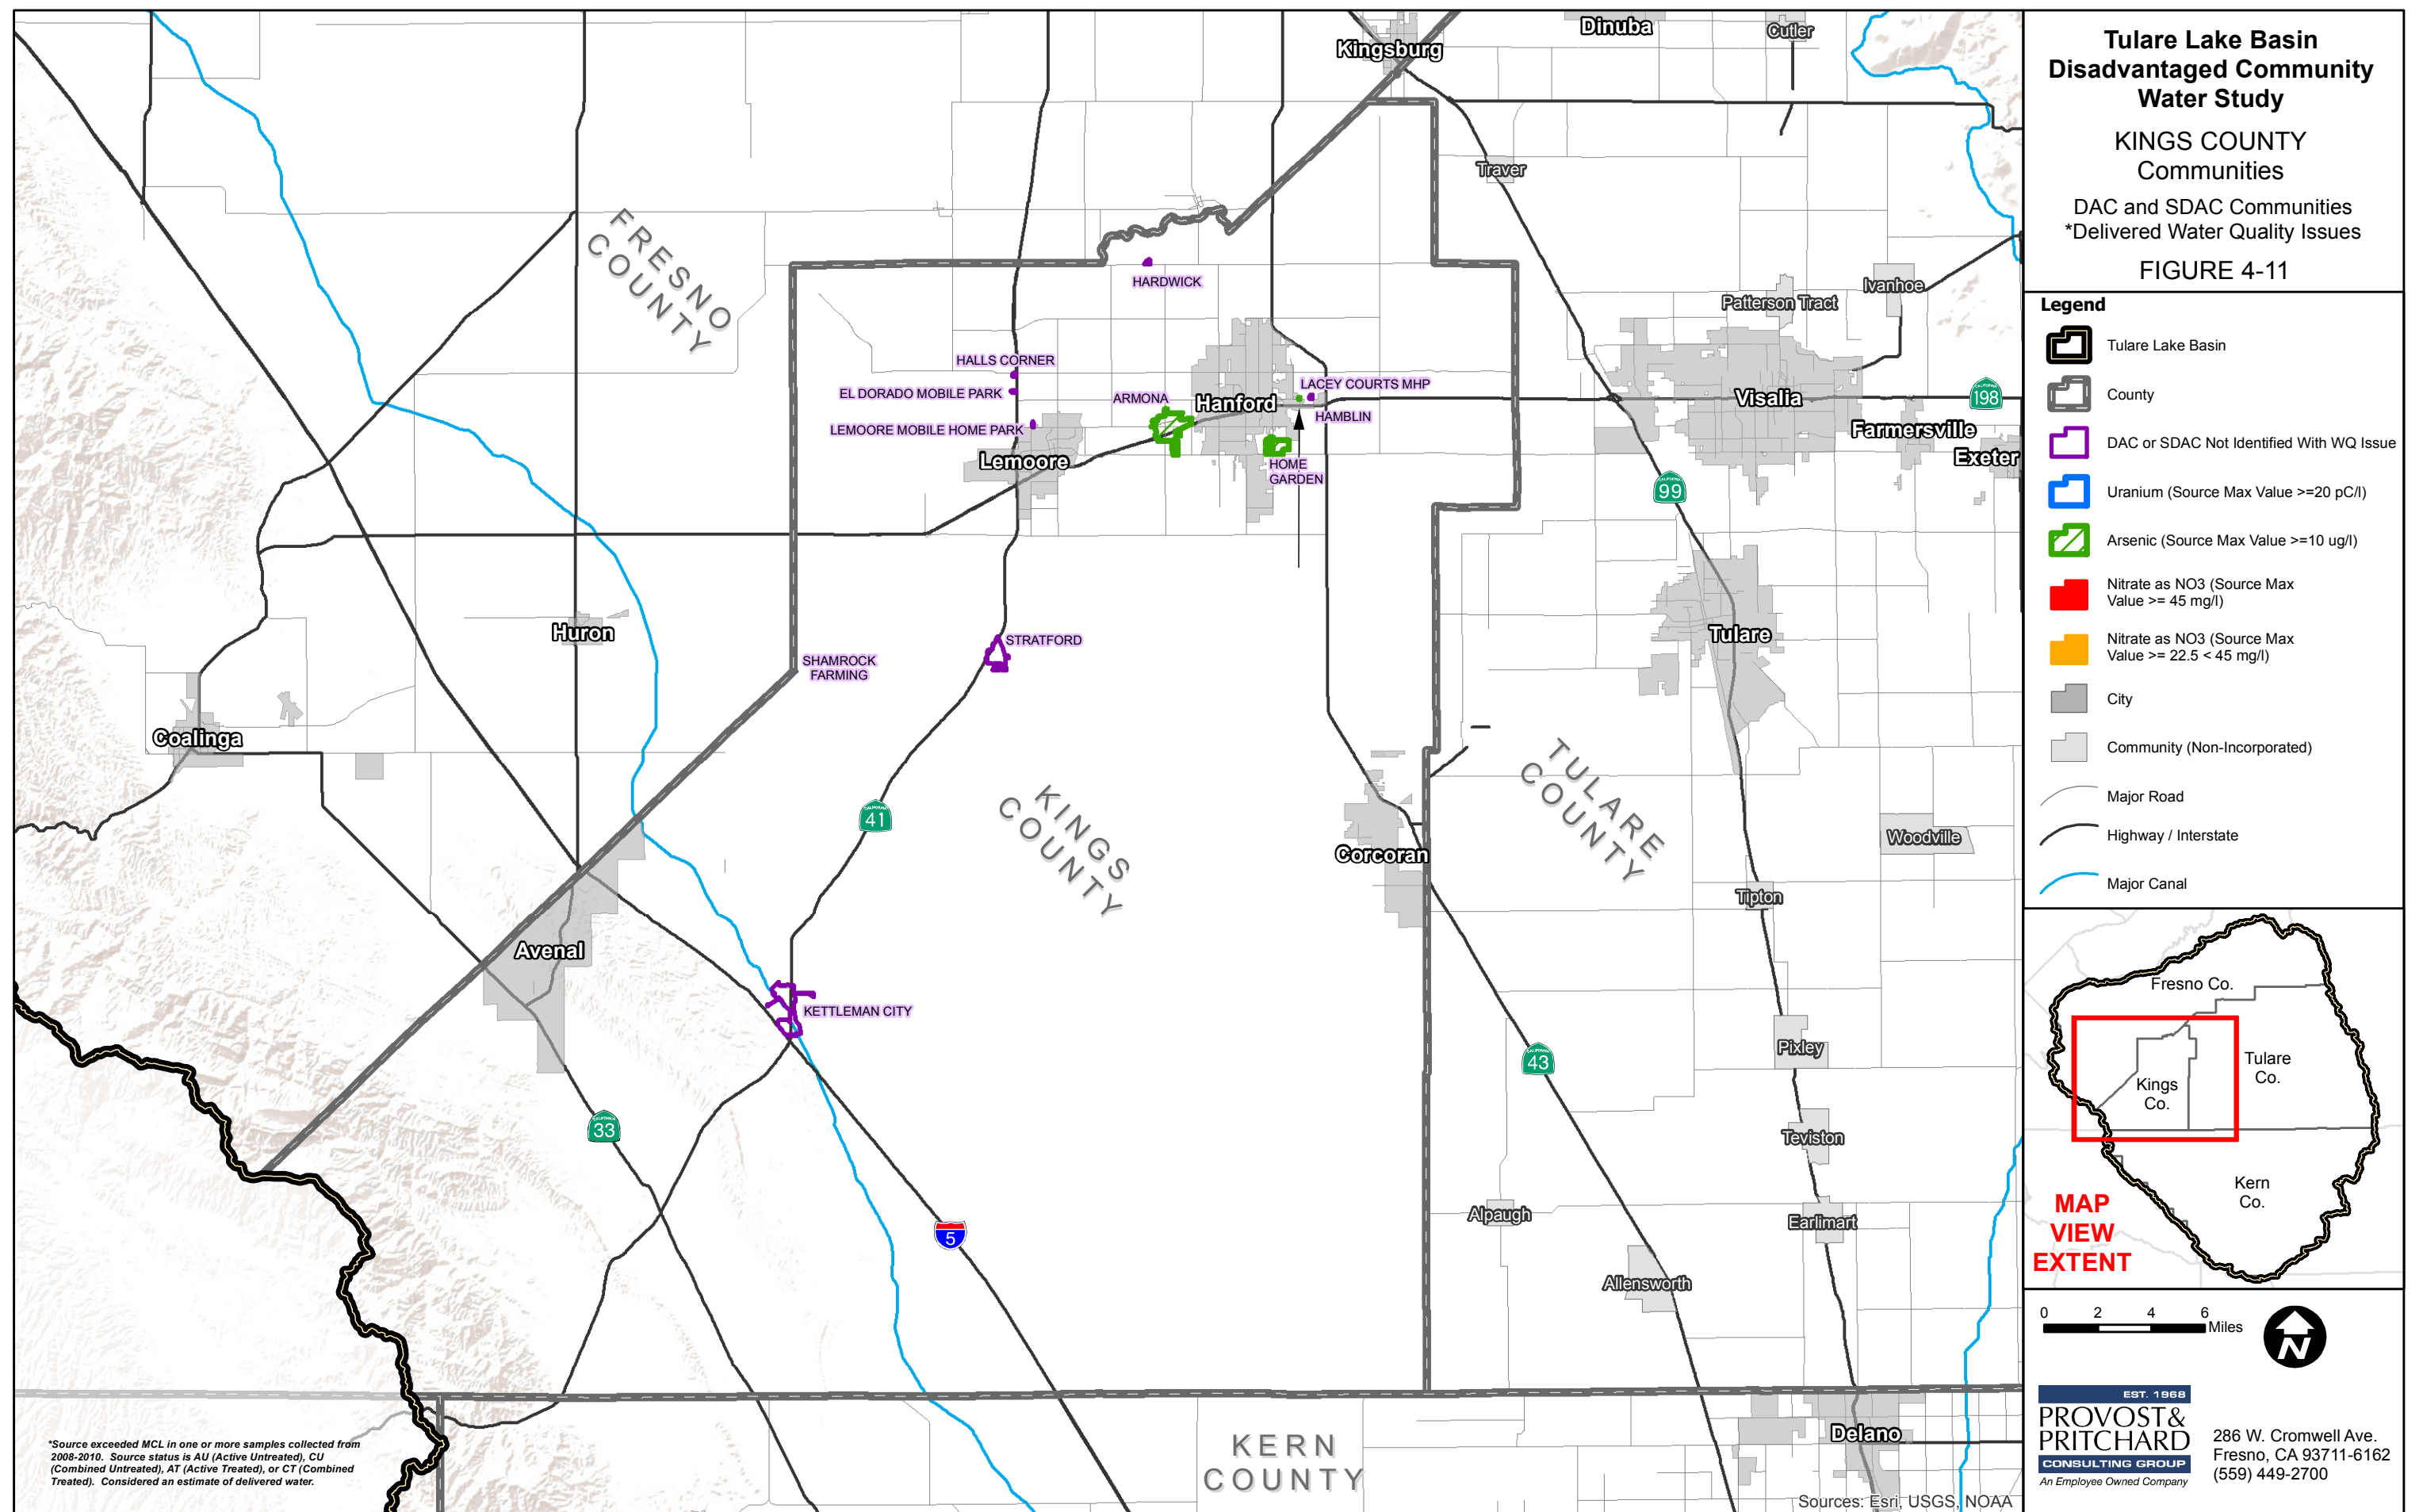 Tulare Lake Basin
Disadvantaged Community
Water Study
KINGS COUNTY
Communities
DAC and SDAC Communities
*Delivered Water Quality Issues
FIGURE 4-11
Legend
Tulare Lake Basin
County
DAC or SDAC Not Identified With WQ Issue
Uranium (Source Max Value >=20 pC/l)
Arsenic (Source Max Value >=10 ug/l)
Nitrate as NO3 (Source Max
Value >= 45 mg/l)
Nitrate as NO3 (Source Max
Value >= 22.5 < 45 mg/l)
City
Community (Non-Incorporated)
Major Road
Highway / Interstate
Major Canal
Fresno Co.
Tulare
Co.
Kings
Co.
Kern
Co.
MAP
VIEW
EXTENT
0 2 4 6
Miles
N
EST. 1968
PROVOST&
PRITCHARD
CONSULTING GROUP
An Employee Owned Company
286 W. Cromwell Ave.
Fresno, CA 93711-6162
(559) 449-2700
Kingsburg
Dinuba
Cutler
Traver
FRESNO
COUNTY
HARDWICK
Patterson Tract
Ivanhoe
HALLS CORNER
EL DORADO MOBILE PARK
LEMOORE MOBILE HOME PARK
ARMONA
Hanford
LACEY COURTS MHP
HAMBLIN
HOME
GARDEN
Lemoore
Visalia
CALIFORNIA
198
Farmersville
Exeter
CALIFORNIA
99
Huron
STRATFORD
SHAMROCK
FARMING
Tulare
Coalinga
CALIFORNIA
41
KINGS
COUNTY
TULARE
COUNTY
Corcoran
Woodville
Tipton
Avenal
KETTLEMAN CITY
CALIFORNIA
43
Pixley
CALIFORNIA
33
Teviston
5
Alpaugh
Earlimart
Allensworth
KERN
COUNTY
Delano
*Source exceeded MCL in one or more samples collected from
2008-2010. Source status is AU (Active Untreated), CU
(Combined Untreated), AT (Active Treated), or CT (Combined
Treated). Considered an estimate of delivered water.
Sources: Esri, USGS, NOAA